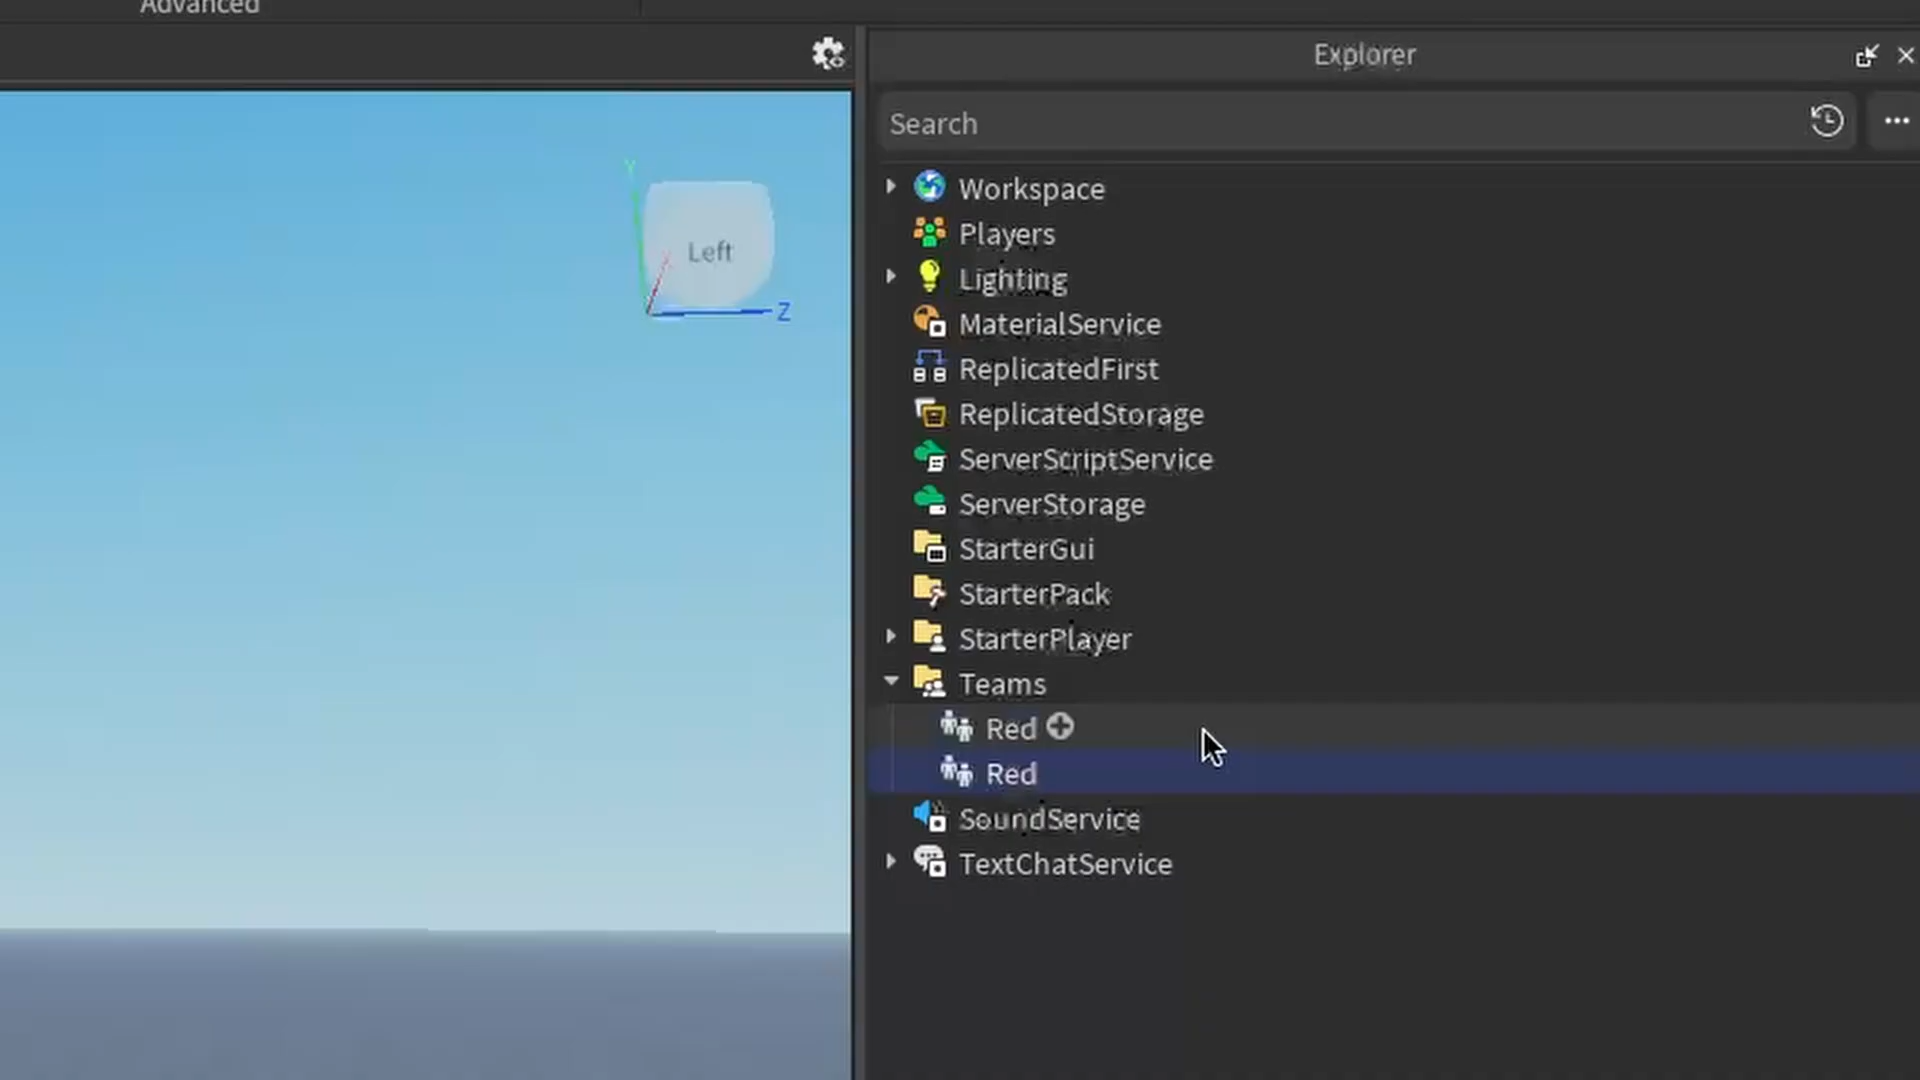 Advanced
Explorer
Search
Y
Left
Z
Workspace
Players
Lighting
MaterialService
ReplicatedFirst
ReplicatedStorage
ServerScriptService
ServerStorage
StarterGui
StarterPack
StarterPlayer
Teams
Red
Red
SoundService
TextChatService